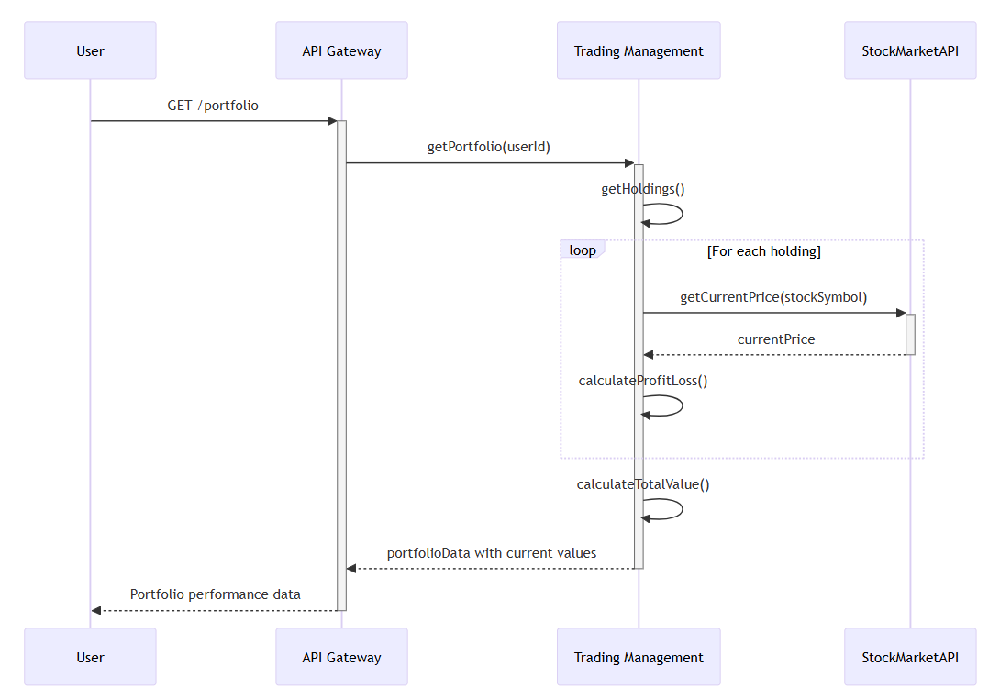 User
API Gateway
Trading Management
StockMarketAPI
GET /portfolio
getPortfolio(userId)
getHoldings()
loop
[For each holding]
getCurrentPrice(stockSymbol)
currentPrice
calculateProfitLoss()
calculateTotalValue()
portfolioData with current values
Portfolio performance data
User
API Gateway
Trading Management
StockMarketAPI